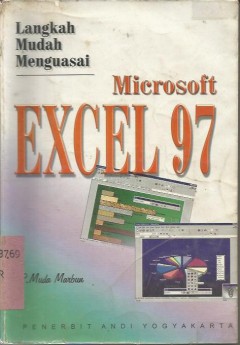 Langkah
Mudah
Menguasai
Microsoft
EXCEL 97
P.Muda Marbun
PENERBIT ANDI YOGYAKARTA